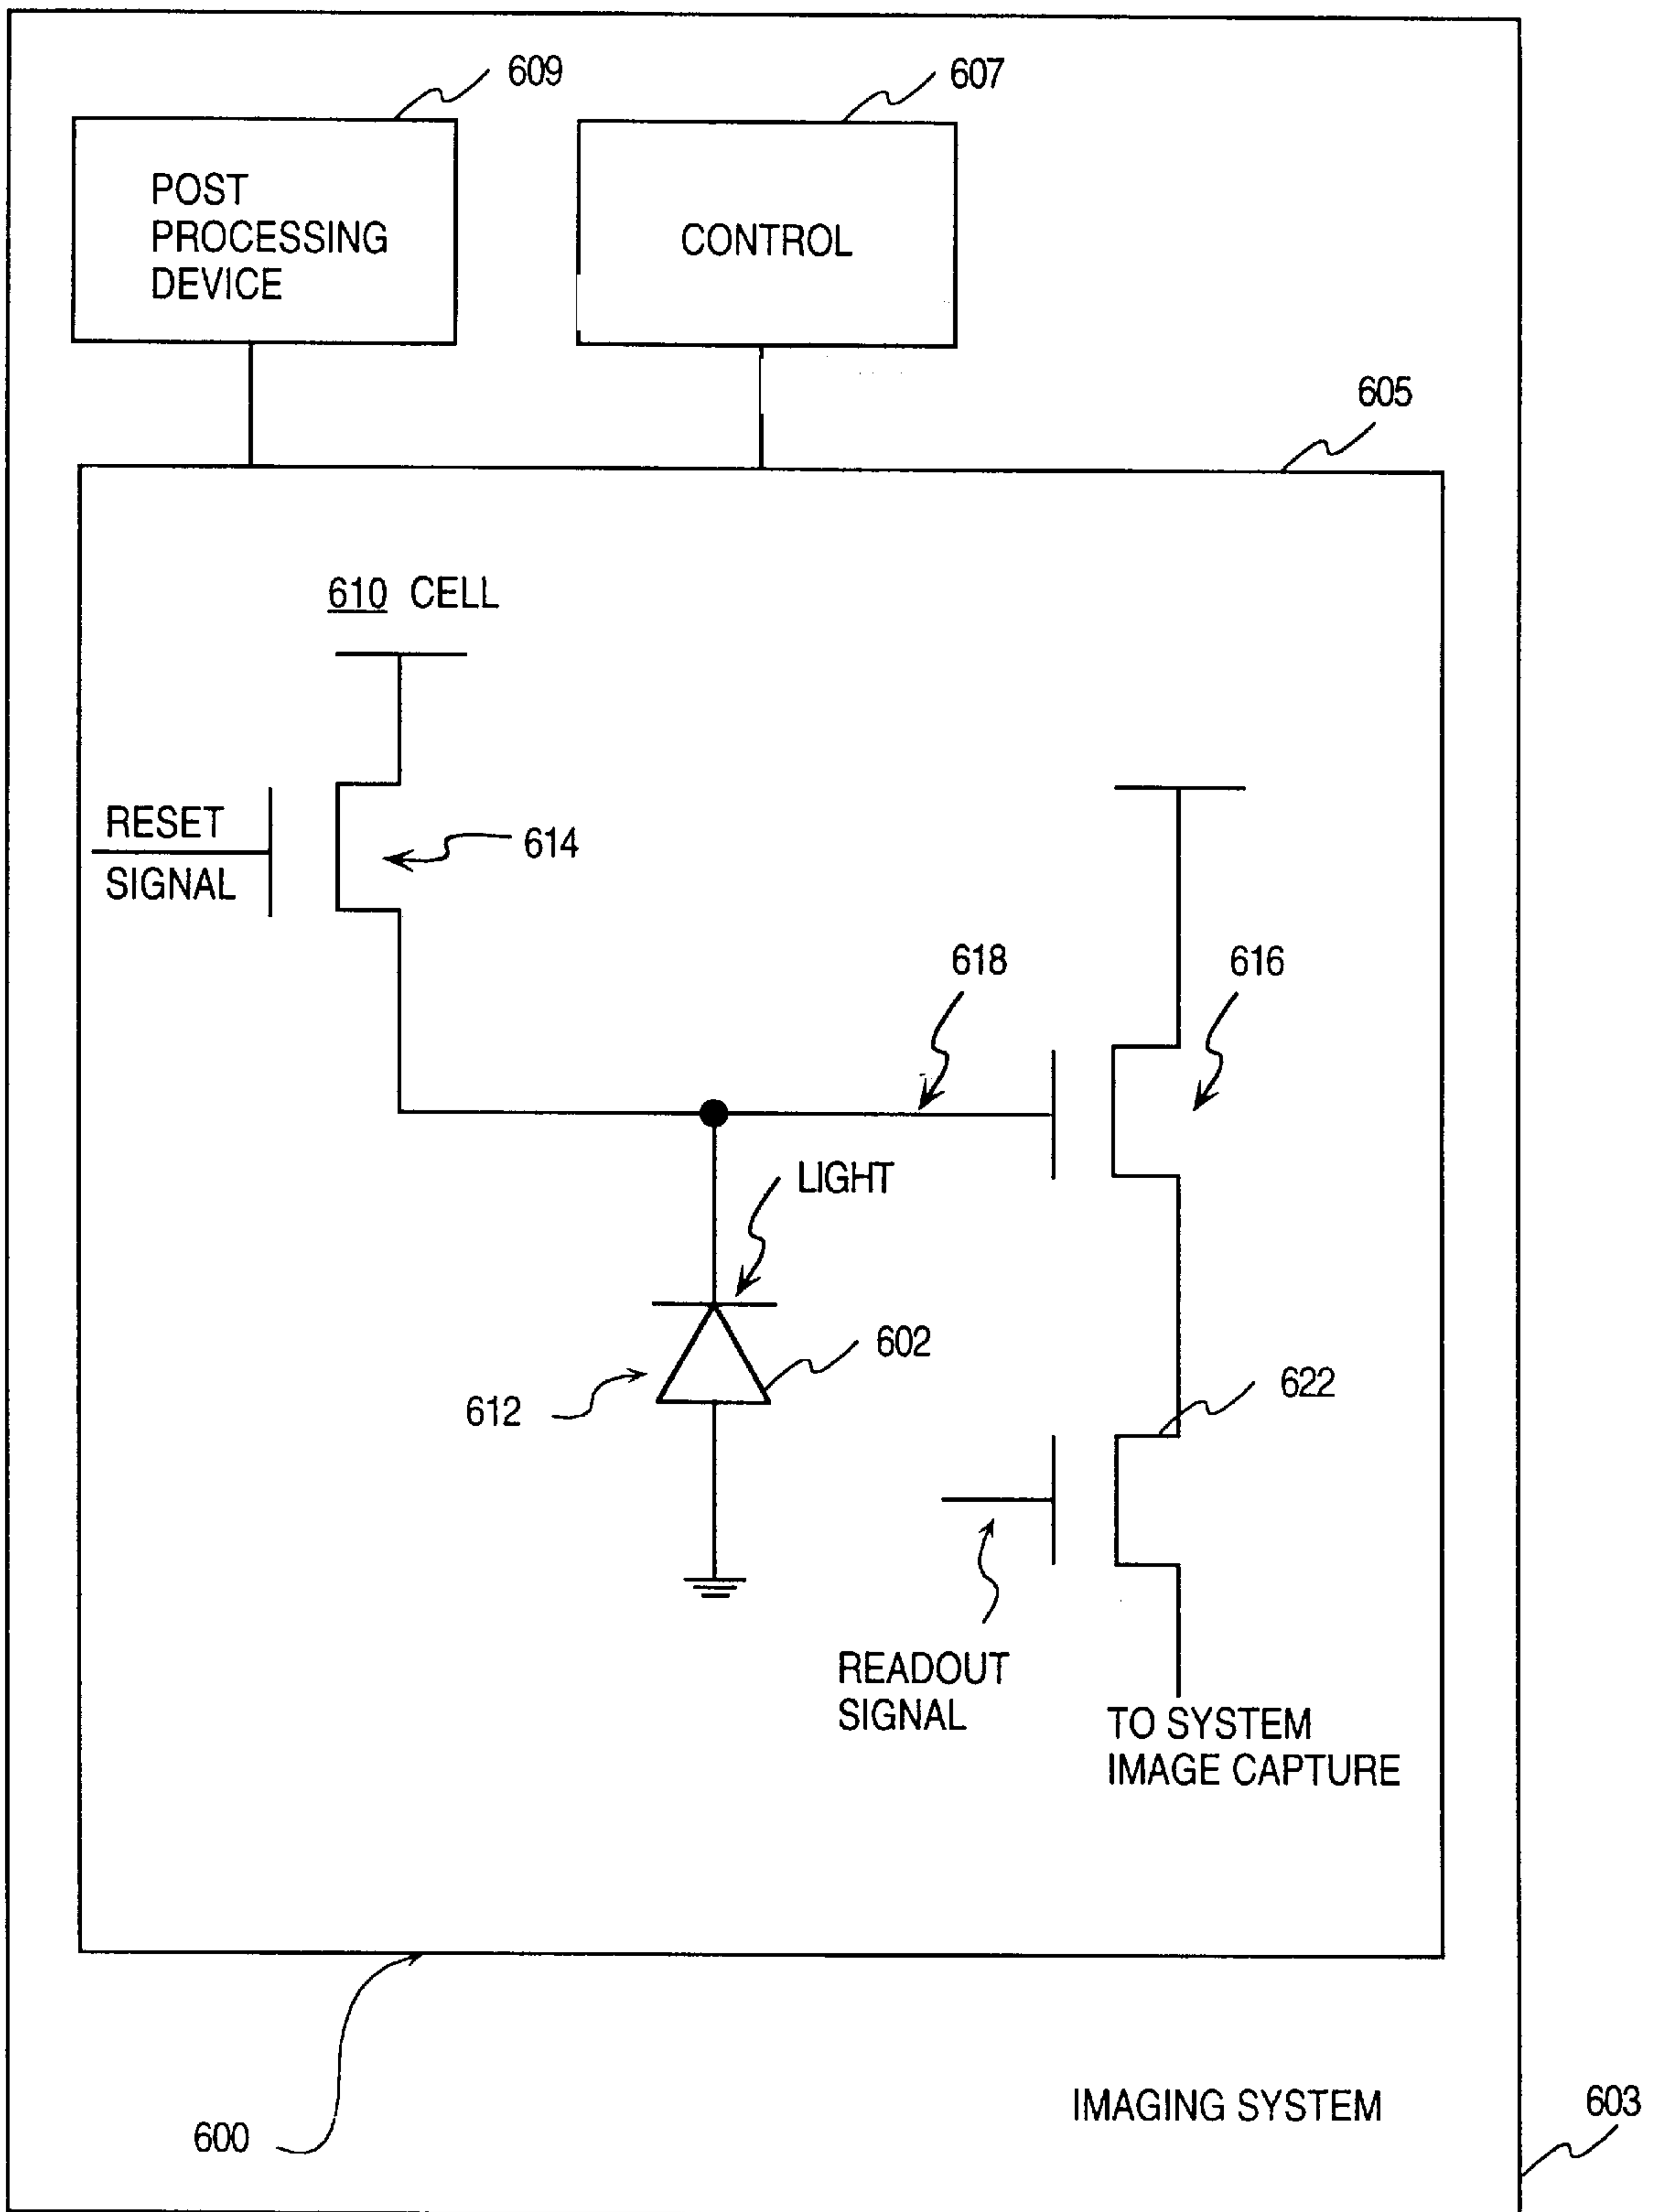 609
607
POST
PROCESSING
DEVICE
CONTROL
605
610 CELL
RESET
SIGNAL
614
618
616
LIGHT
602
612
622
READOUT
SIGNAL
TO SYSTEM
IMAGE CAPTURE
600
IMAGING SYSTEM
603